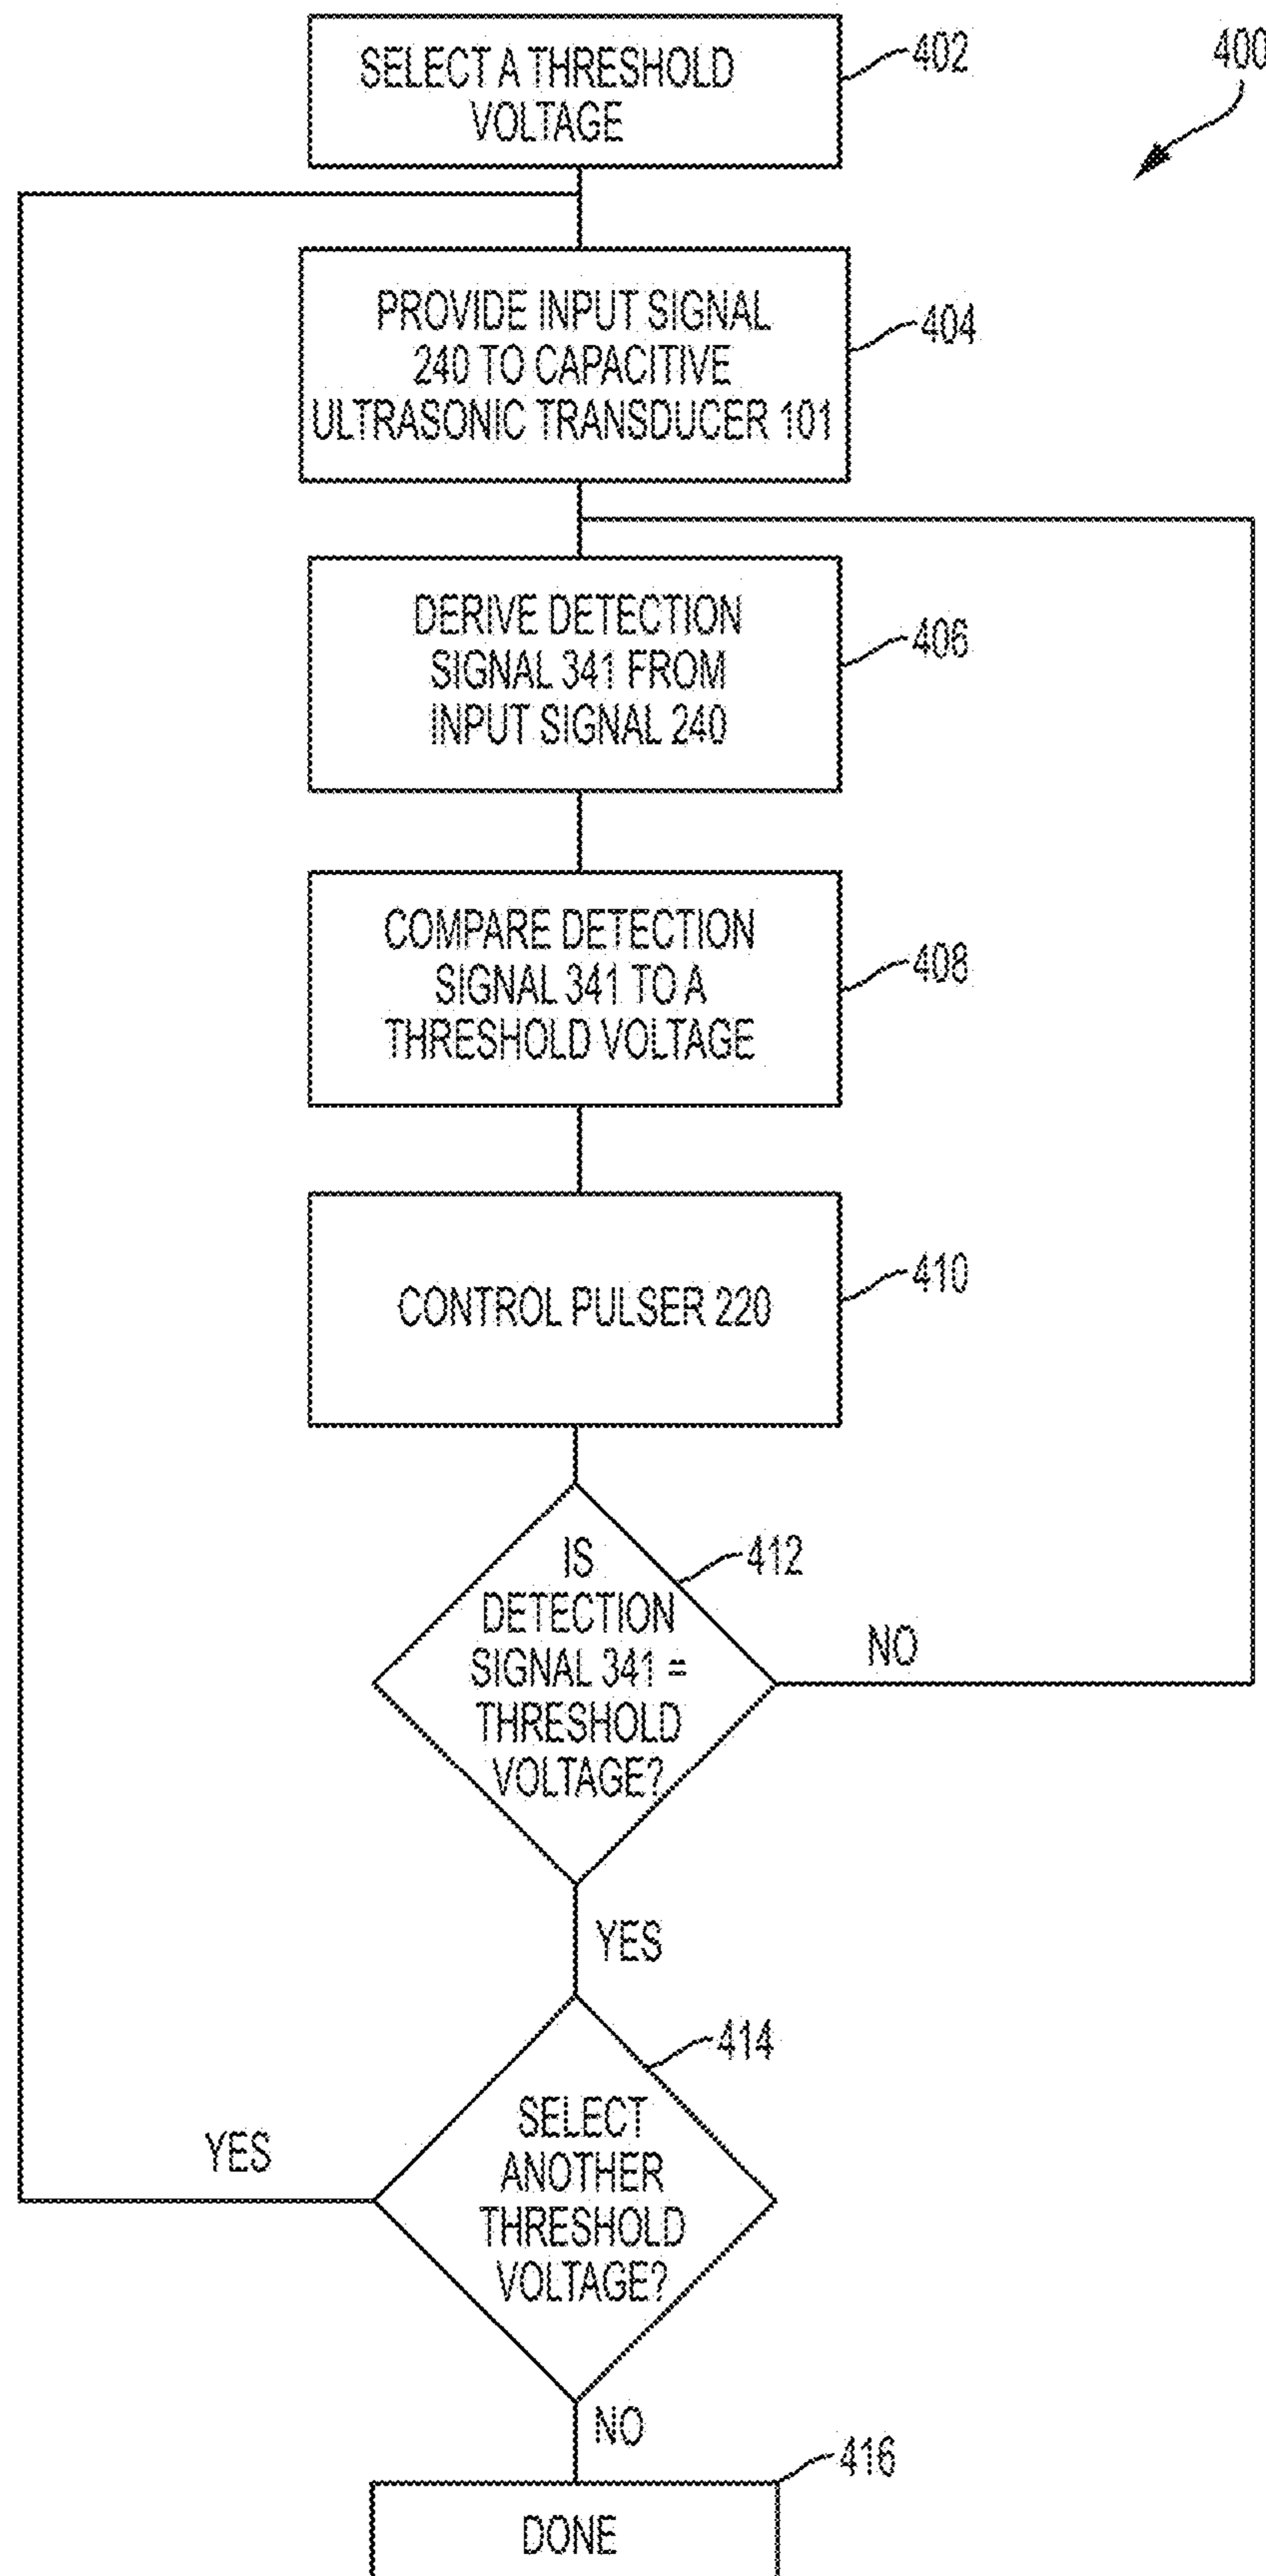 SELECT A THRESHOLD
VOLTAGE
402
400
PROVIDE INPUT SIGNAL
240 TO CAPACITIVE
ULTRASONIC TRANSDUCER 101
404
DERIVE DETECTION
SIGNAL 341 FROM
INPUT SIGNAL 240
406
COMPARE DETECTION
SIGNAL 341 TO A
THRESHOLD VOLTAGE
408
CONTROL PULSER 220
410
IS
DETECTION
SIGNAL 341 =
THRESHOLD
VOLTAGE?
412
NO
YES
SELECT
ANOTHER
THRESHOLD
VOLTAGE?
414
YES
NO
DONE
416